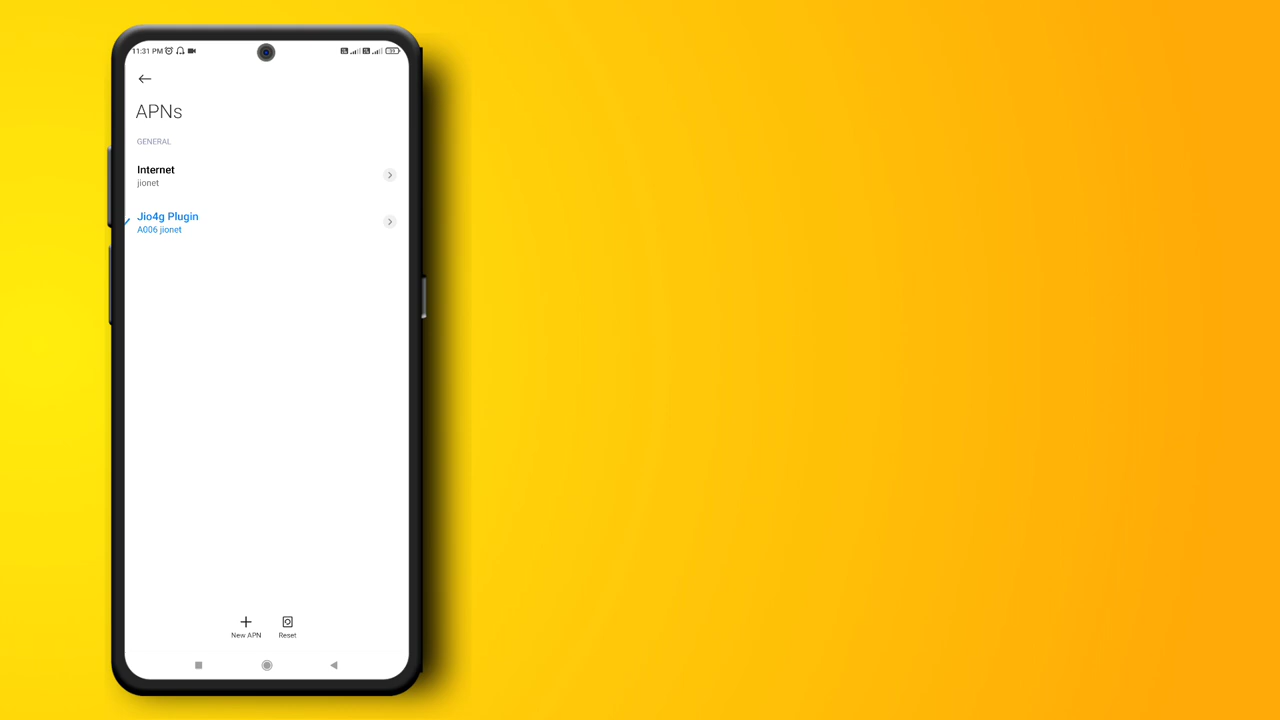 11:31 PM
APNs
GENERAL
Internet
jionet
Jio4g Plugin
A006 jionet
New APN
Reset